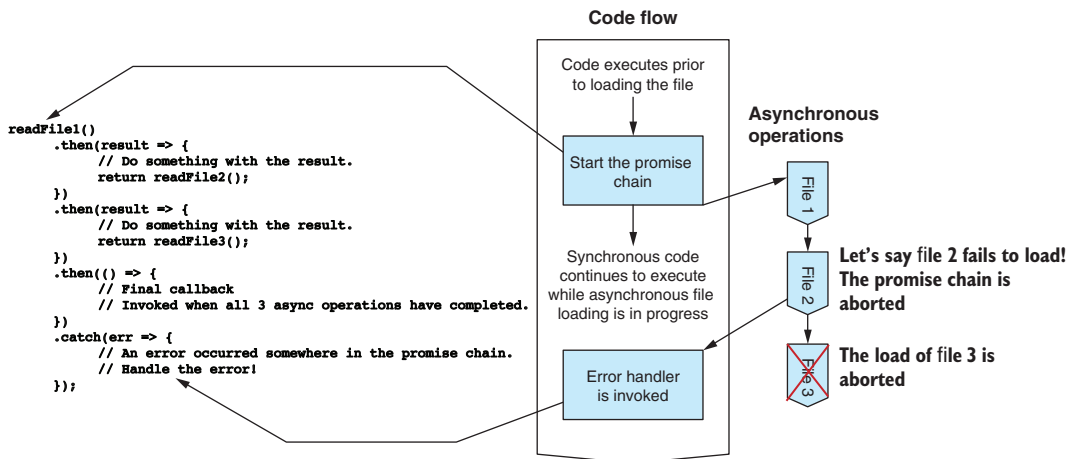 Code flow
Code executes prior
to loading the file
readFile1()
.then(result => {
// Do something with the result.
return readFile2();
})
.then(result => {
// Do something with the result.
return readFile3();
})
.then(() => {
// Final callback
// Invoked when all 3 async operations have completed.
})
.catch(err => {
// An error occurred somewhere in the promise chain.
// Handle the error!
});
Start the promise
chain
Synchronous code
continues to execute
while asynchronous file
loading is in progress
Error handler
is invoked
Asynchronous
operations
File 1
File 2
Let's say file 2 fails to load!
The promise chain is
aborted
File 3
The load of file 3 is
aborted